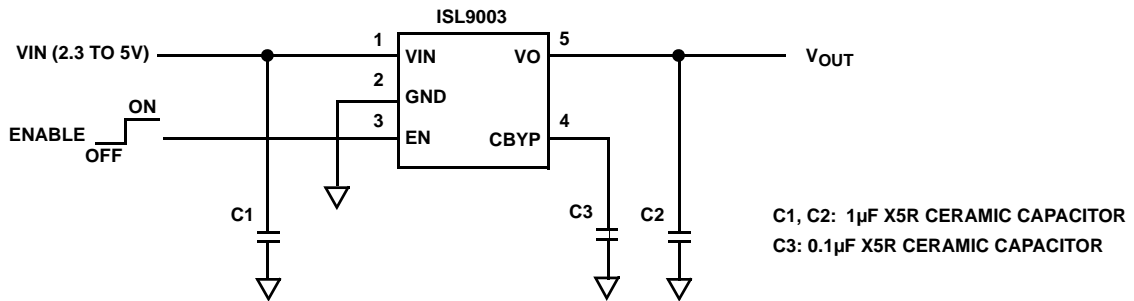 ISL9003
VIN (2.3 TO 5V)
1
VIN
VO
5
VOUT
2
GND
ENABLE
ON
OFF
3
EN
CBYP
4
C1
C3
C2
C1, C2: 1µF X5R CERAMIC CAPACITOR
C3: 0.1µF X5R CERAMIC CAPACITOR